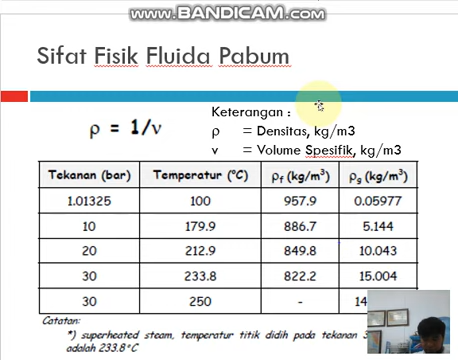 www.BANDICAM.com
Sifat Fisik Fluida Pabum
Keterangan :
ρ = 1/v
ρ = Densitas, kg/m3
v = Volume Spesifik, kg/m3
Tekanan (bar) Temperatur (°C) ρf (kg/m³) ρg (kg/m³)
1.01325 100 957.9 0.05977
10 179.9 886.7 5.144
20 212.9 849.8 10.043
30 233.8 822.2 15.004
30 250 -
Catatan:
*) superheated steam, temperatur titik didih pada tekanan
adalah 233.8°C